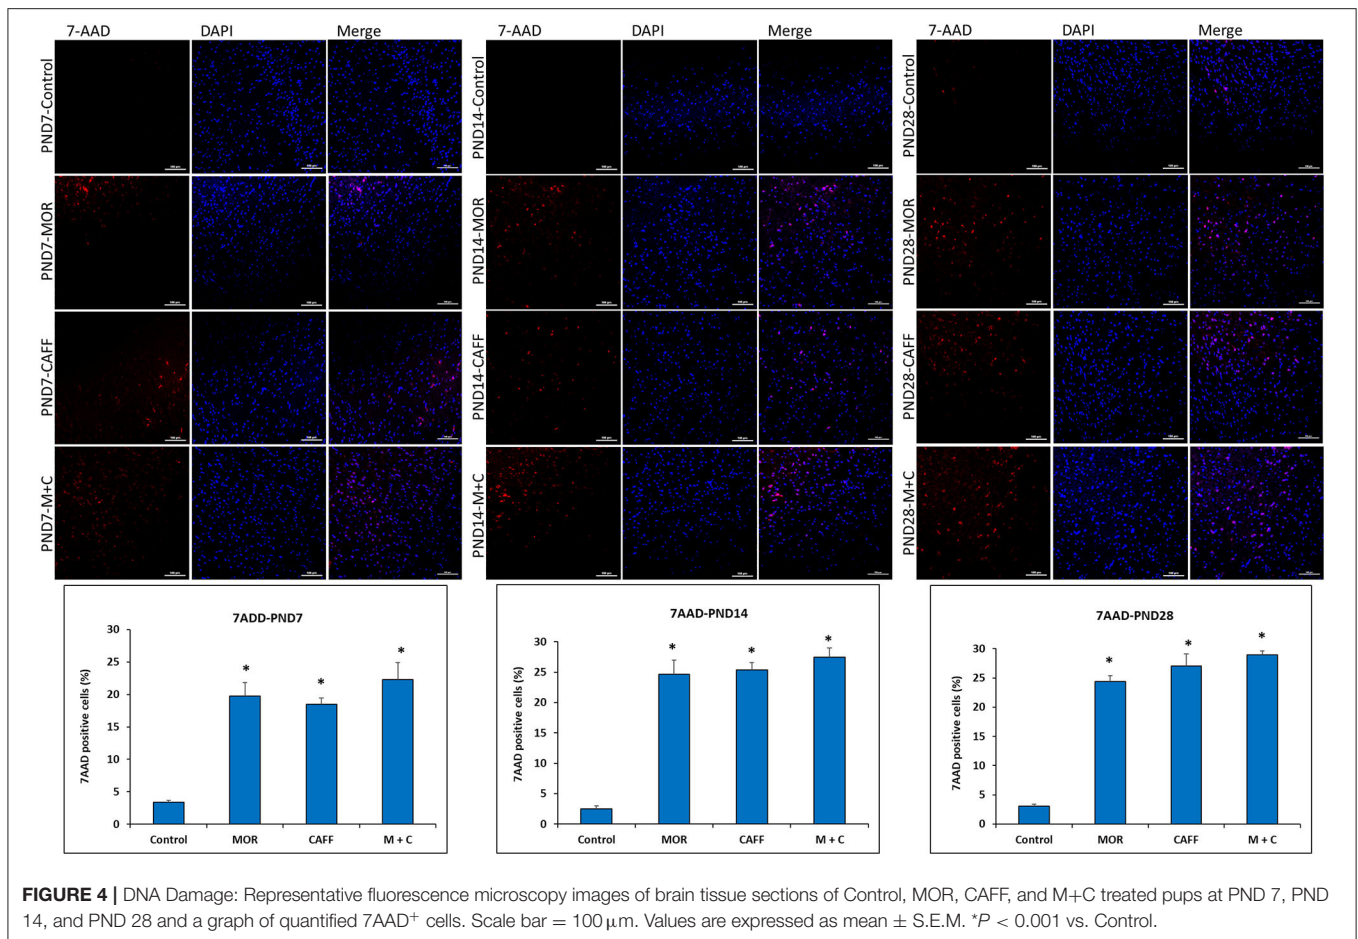 7-AAD DAPI Merge 7-AAD DAPI Merge 7-AAD DAPI Merge
PND7-Control
PND14-Control
PND28-Control
PND7-MOR
PND14-MOR
PND28-MOR
PND7-CAFF
PND14-CAFF
PND28-CAFF
PND7-M+C
PND14-M+C
PND28-M+C
7ADD-PND7
7AAD positive cells (%)
30
25
20
15
10
5
0
* * *
Control MOR CAFF M + C
7AAD-PND14
7AAD positive cells (%)
30
25
20
15
10
5
0
* * *
Control MOR CAFF M + C
7AAD-PND28
7AAD positive cells (%)
30
25
20
15
10
5
0
* * *
Control MOR CAFF M + C
FIGURE 4 | DNA Damage: Representative fluorescence microscopy images of brain tissue sections of Control, MOR, CAFF, and M+C treated pups at PND 7, PND
14, and PND 28 and a graph of quantified 7AAD⁺ cells. Scale bar = 100 μm. Values are expressed as mean ± S.E.M. *P < 0.001 vs. Control.